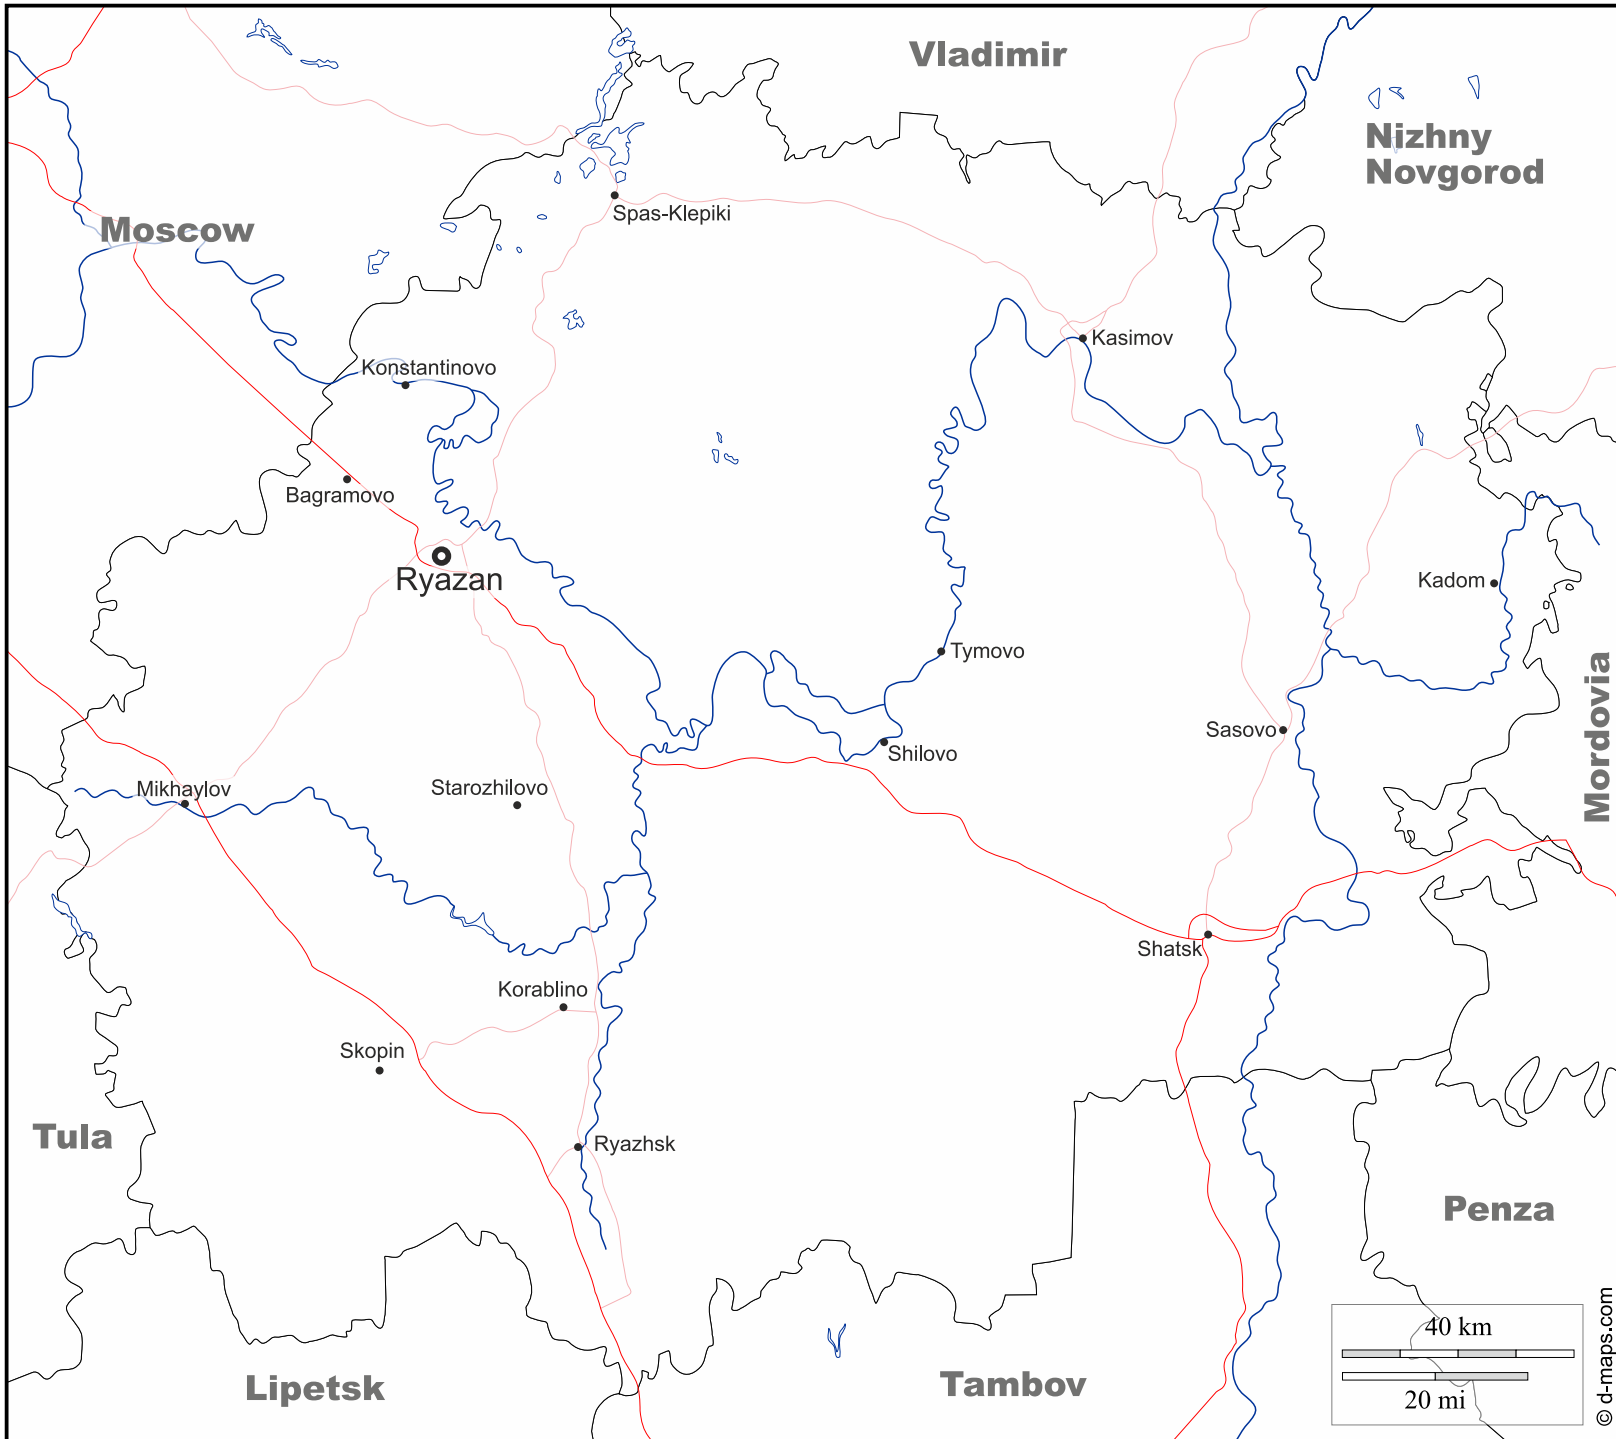 Vladimir
Nizhny
Novgorod
Moscow
Spas-Klepiki
Kasimov
Konstantinovo
Bagramovo
Ryazan
Kadom
Tymovo
Mordovia
Sasovo
Shilovo
Mikhaylov
Starozhilovo
Shatsk
Korablino
Skopin
Tula
Ryazhsk
Penza
Lipetsk
Tambov
40 km
20 mi
© d-maps.com